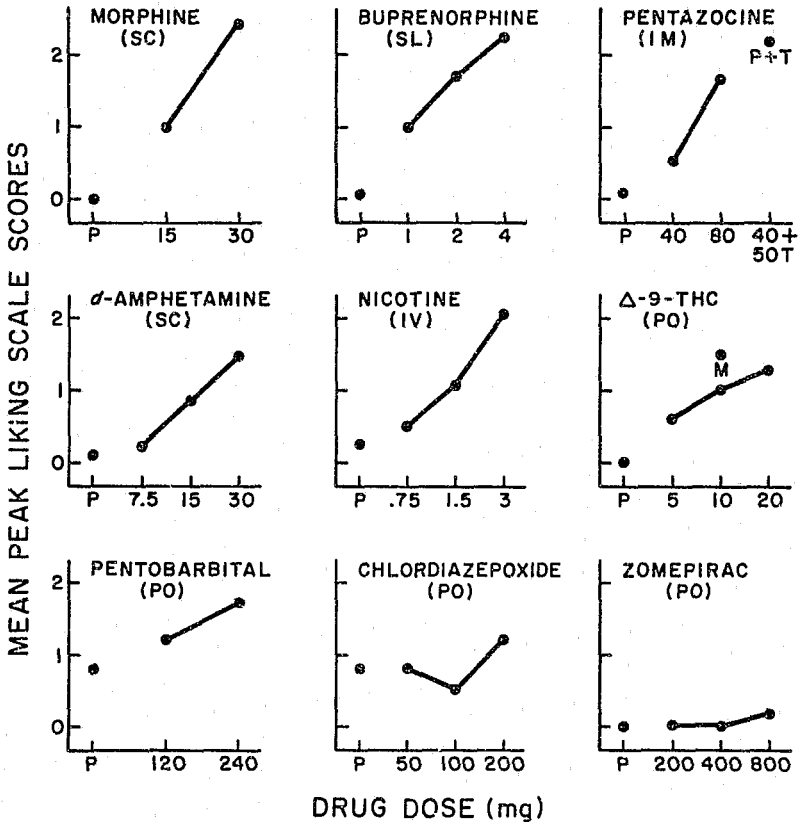 MEAN PEAK LIKING SCALE SCORES
MORPHINE
(SC)
2
1
0
P 15 30
BUPRENORPHINE
(SL)
P 1 2 4
PENTAZOCINE
(IM)
P+T
P 40 80 40+
50T
d-AMPHETAMINE
(SC)
2
1
0
P 7.5 15 30
NICOTINE
(IV)
P .75 1.5 3
Δ-9-THC
(PO)
M
P 5 10 20
PENTOBARBITAL
(PO)
2
1
0
P 120 240
CHLORDIAZEPOXIDE
(PO)
P 50 100 200
ZOMEPIRAC
(PO)
P 200 400 800
DRUG DOSE (mg)